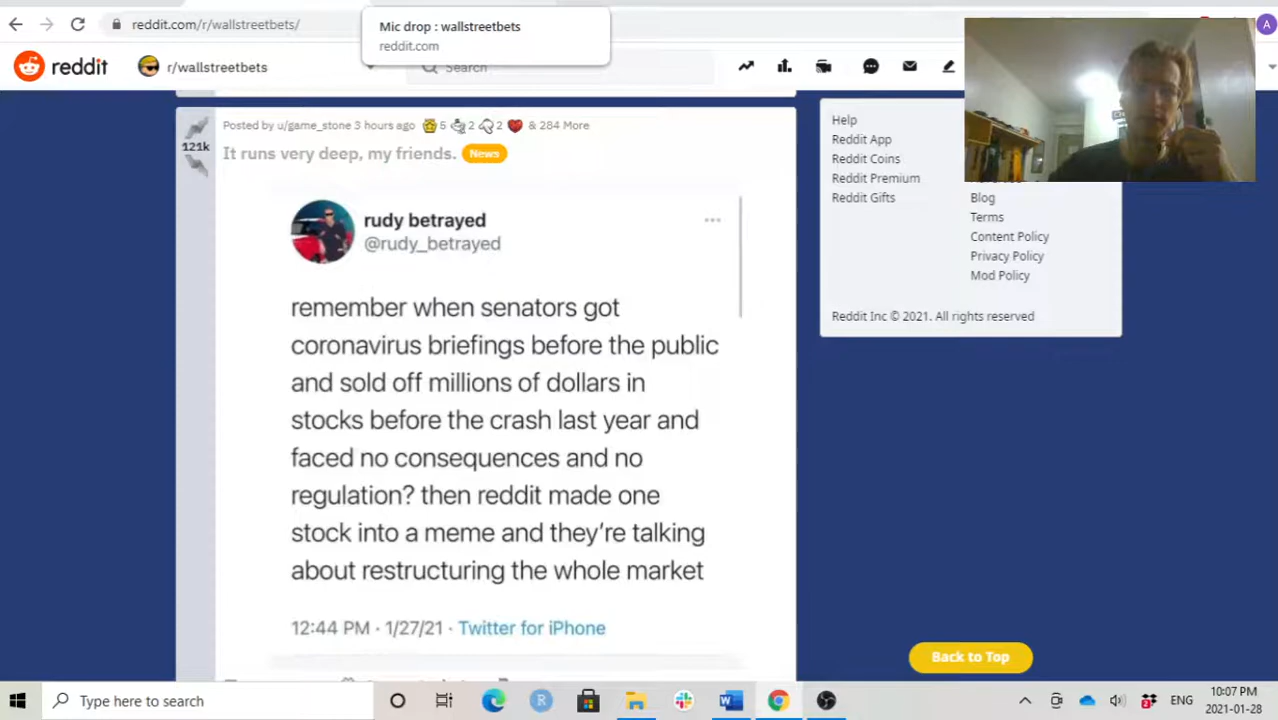 reddit.com/r/wallstreetbets/
Mic drop : wallstreetbets
reddit.com
A
reddit
r/wallstreetbets
Search
Posted by u/game_stone 3 hours ago 5 2 2 & 284 More
121k
It runs very deep, my friends. News
rudy betrayed
@rudy_betrayed
remember when senators got
coronavirus briefings before the public
and sold off millions of dollars in
stocks before the crash last year and
faced no consequences and no
regulation? then reddit made one
stock into a meme and they’re talking
about restructuring the whole market
12:44 PM · 1/27/21 · Twitter for iPhone
Help
Reddit App
Reddit Coins
Reddit Premium
Reddit Gifts
Blog
Terms
Content Policy
Privacy Policy
Mod Policy
Reddit Inc © 2021. All rights reserved
Back to Top
Type here to search
R
W
2
ENG
10:07 PM
2021-01-28